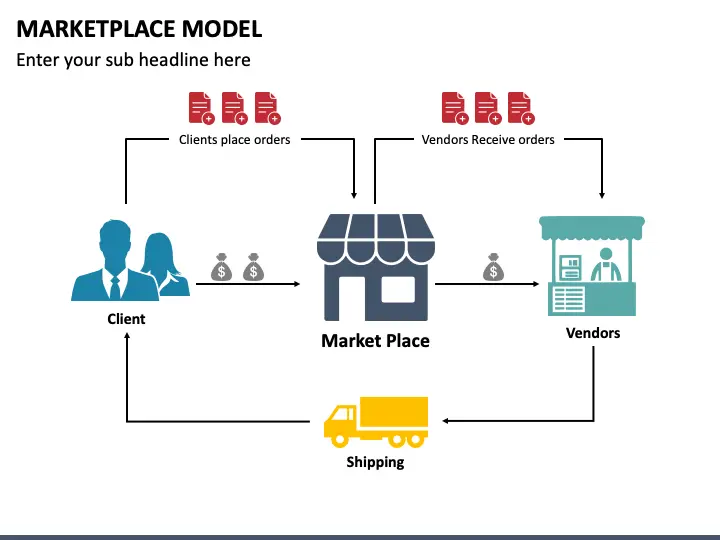 MARKETPLACE MODEL
Enter your sub headline here
Clients place orders
Vendors Receive orders
$ $
$
Client
Market Place
Vendors
Shipping